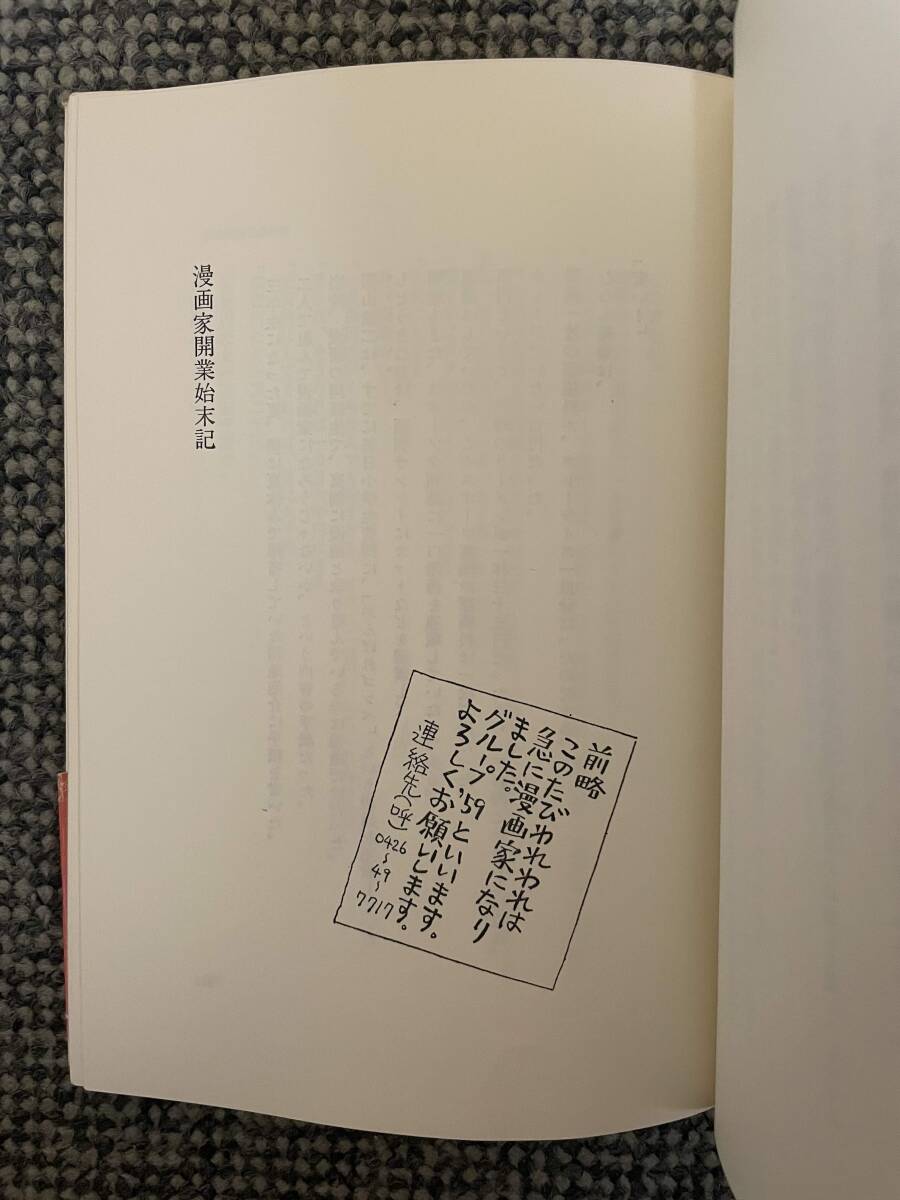 漫画家開業始末記
前略
このたびわれわれは
急に漫画家になり
ました。
グループ'59といいます。
よろしくお願いします。
連絡先(呼)0426~49~7717